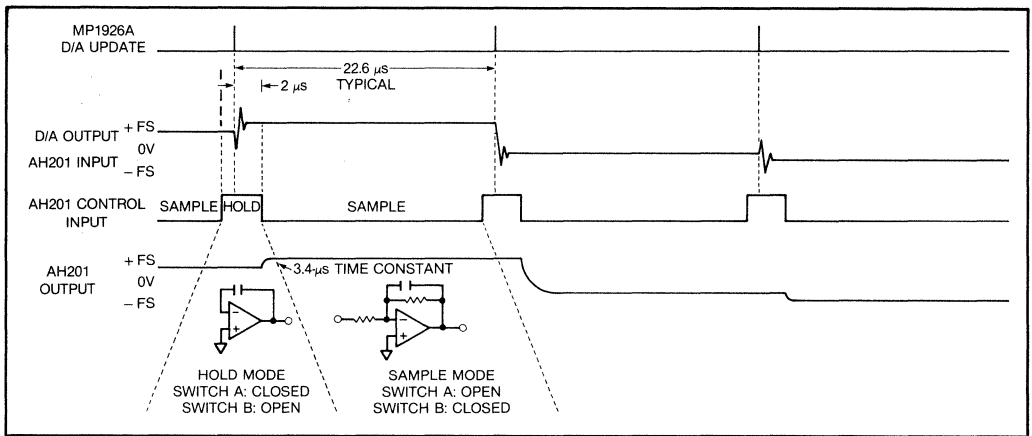 MP1926A
D/A UPDATE
22.6 μs
TYPICAL
2 μs
D/A OUTPUT
AH201 INPUT
+ FS
0V
– FS
AH201 CONTROL
INPUT
SAMPLE HOLD SAMPLE
AH201
OUTPUT
+ FS
0V
– FS
3.4-μs TIME CONSTANT
–
+
–
+
HOLD MODE
SWITCH A: CLOSED
SWITCH B: OPEN
SAMPLE MODE
SWITCH A: OPEN
SWITCH B: CLOSED